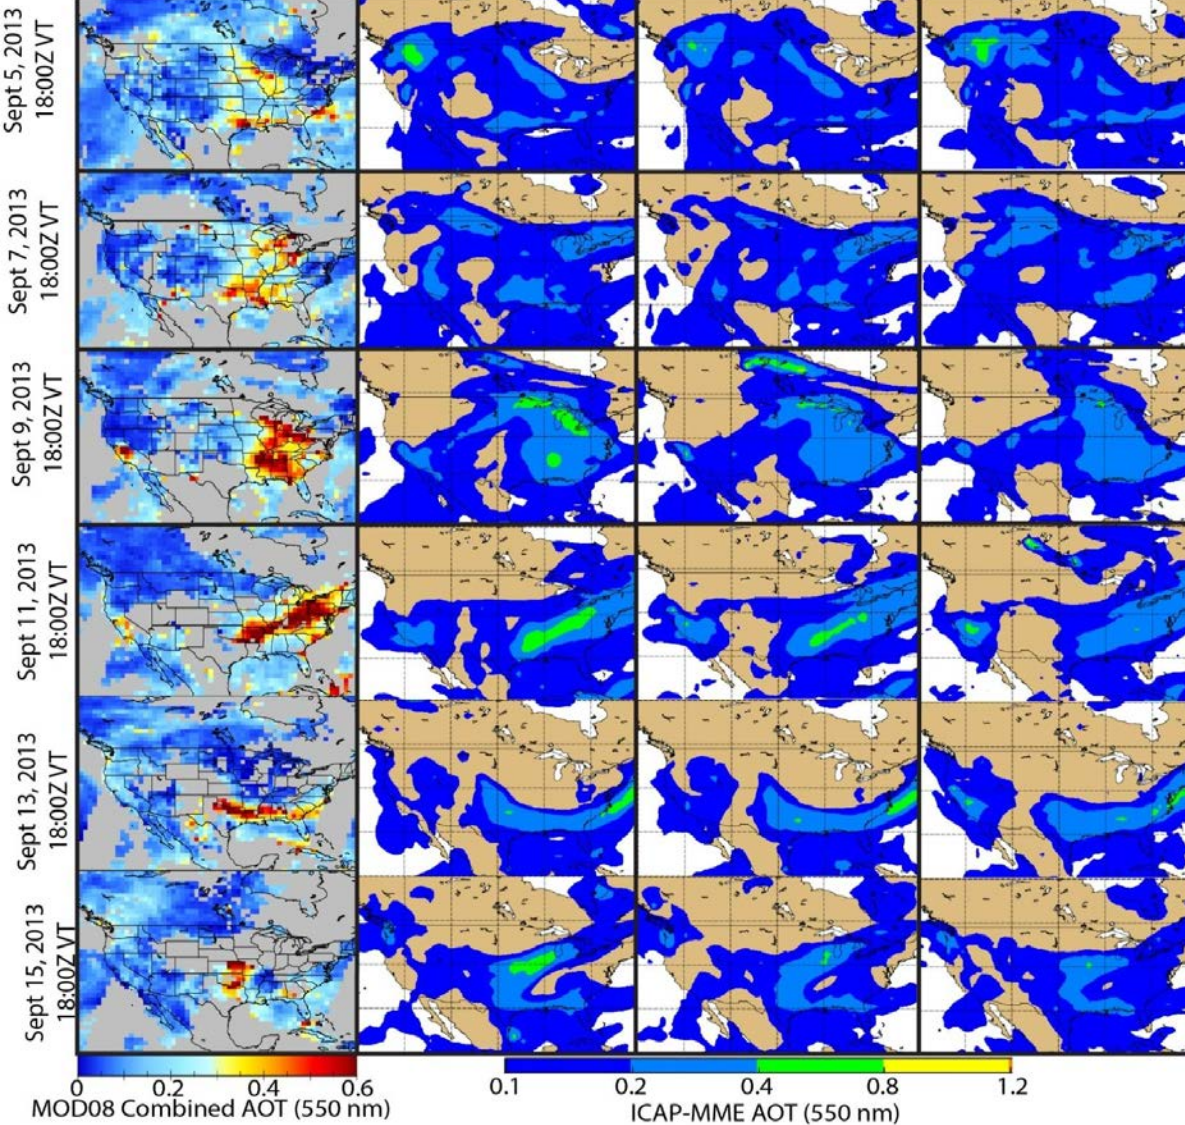 Sept 5, 2013
18:00Z VT
Sept 7, 2013
18:00Z VT
Sept 9, 2013
18:00Z VT
Sept 11, 2013
18:00Z VT
Sept 13, 2013
18:00Z VT
Sept 15, 2013
18:00Z VT
0 0.2 0.4 0.6
MOD08 Combined AOT (550 nm)
0.1 0.2 0.4 0.8 1.2
ICAP-MME AOT (550 nm)